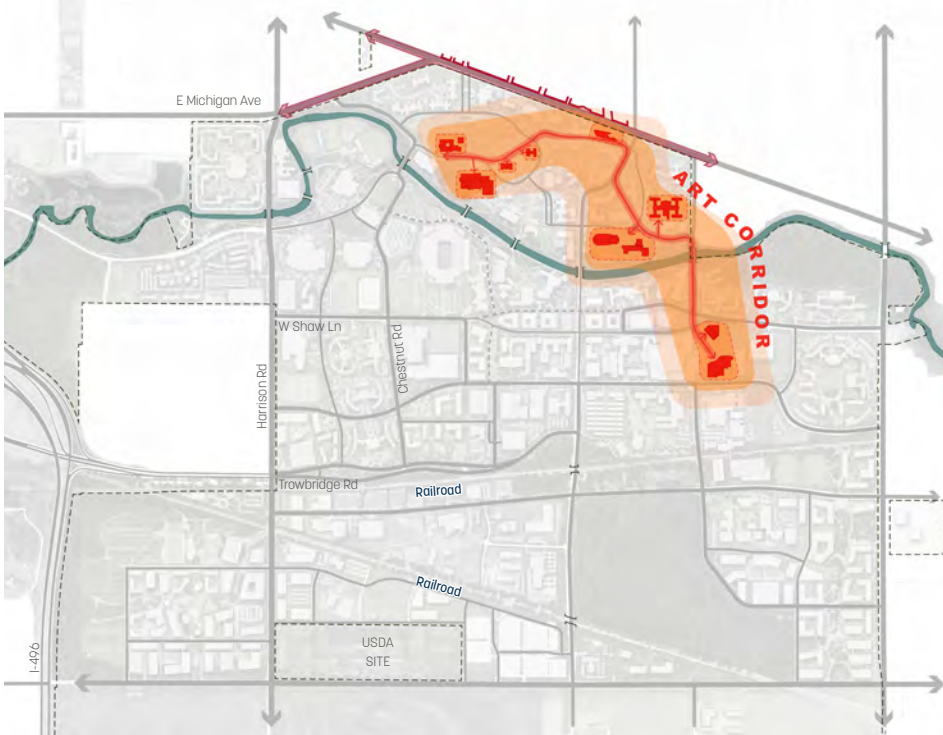 E Michigan Ave
ART CORRIDOR
W Shaw Ln
Chestnut Rd
Harrison Rd
Trowbridge Rd
Railroad
Railroad
USDA
SITE
I-496